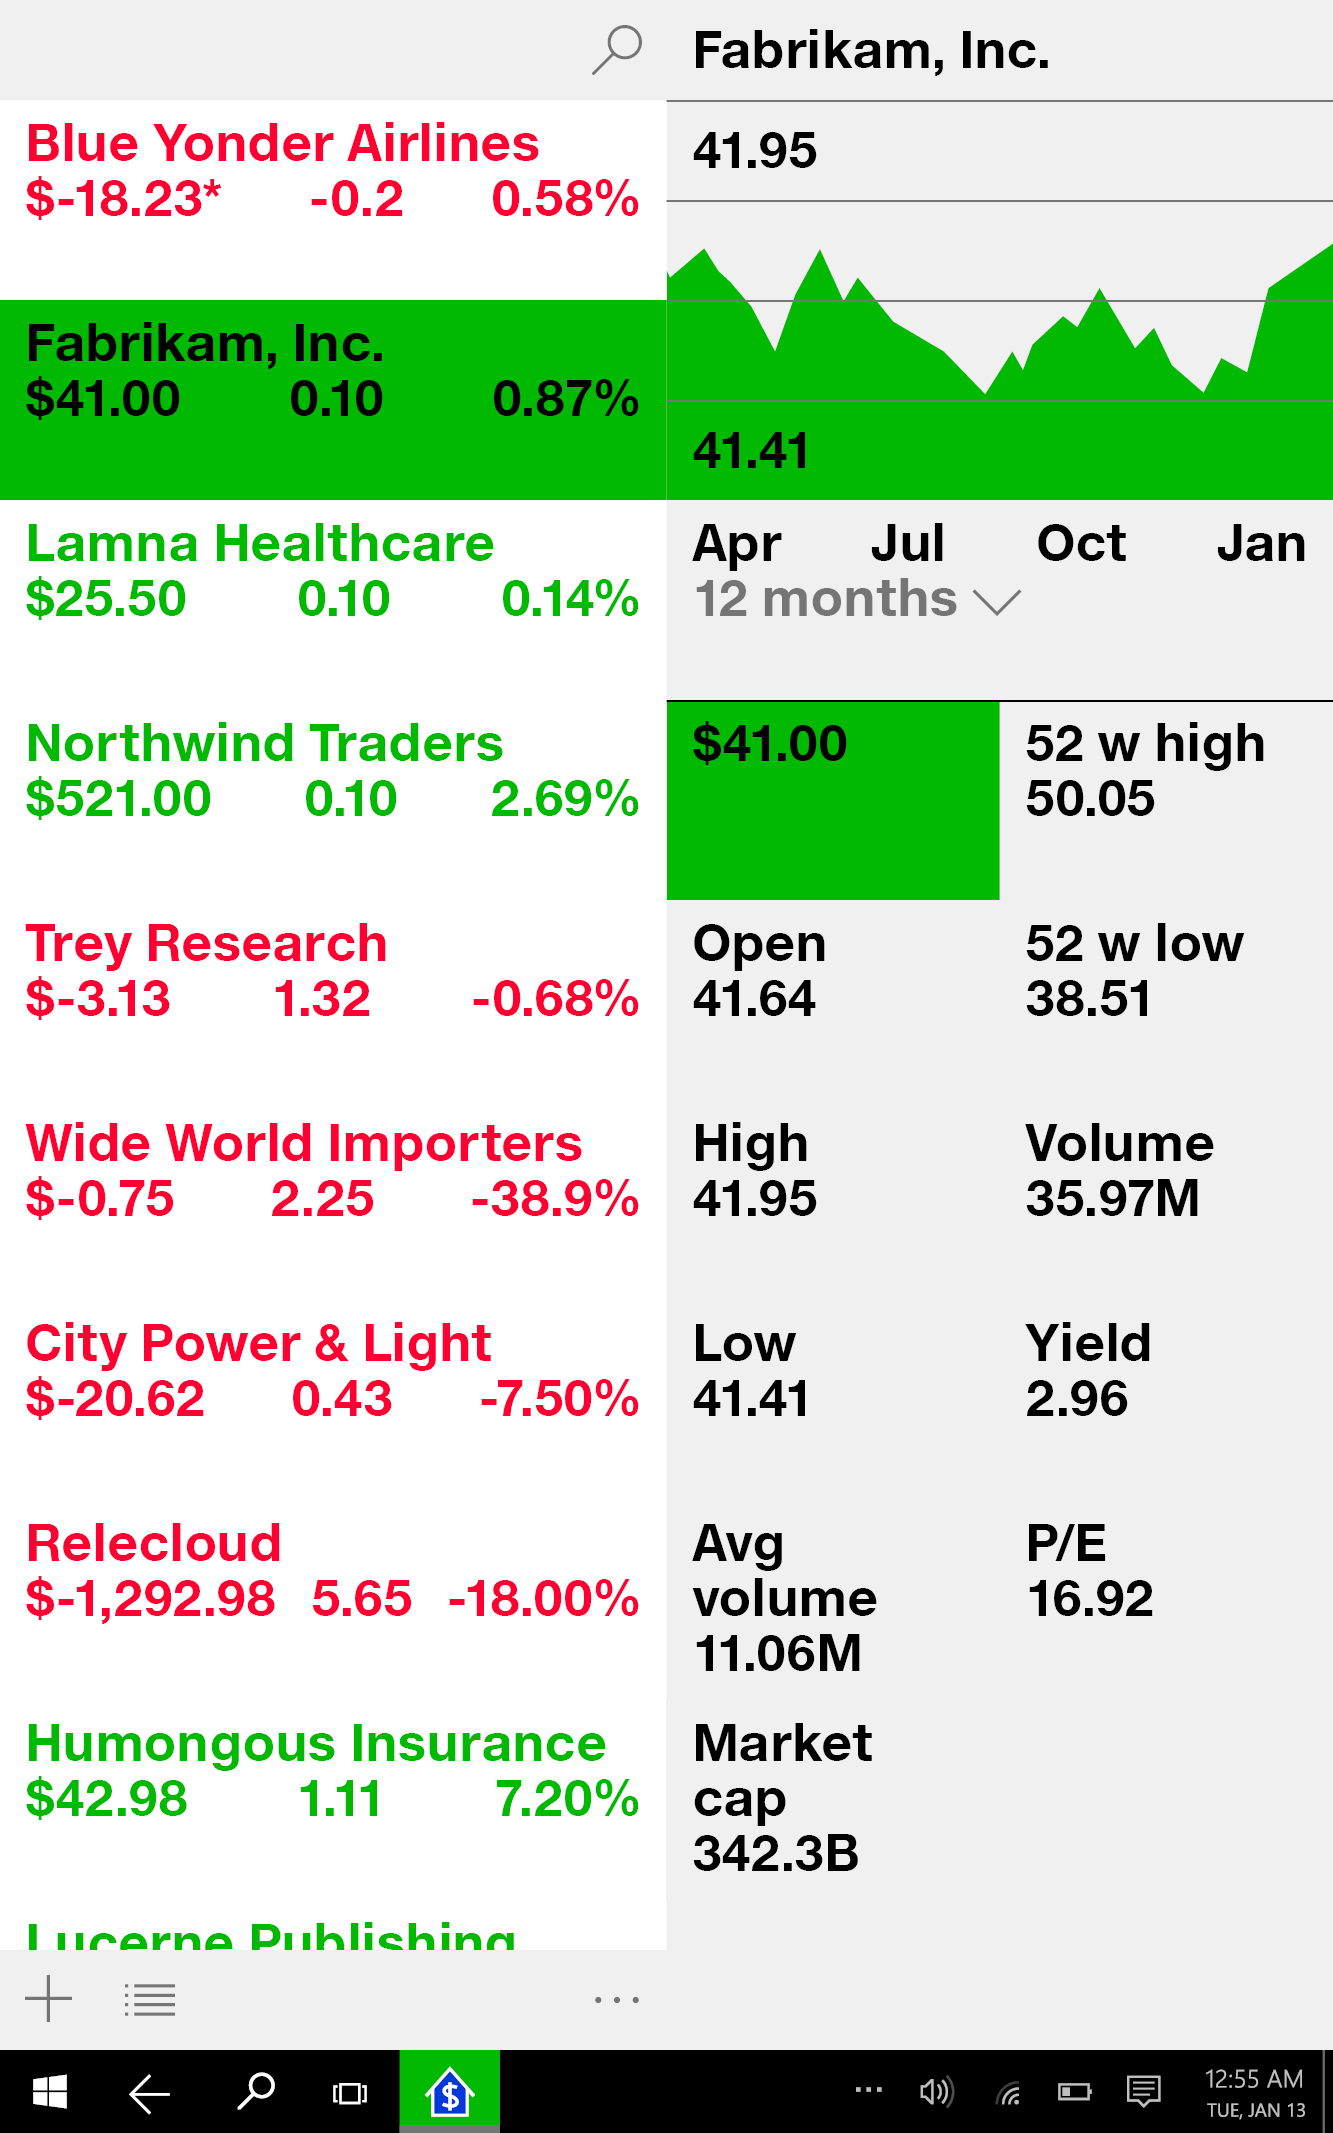 Blue Yonder Airlines
$-18.23* -0.2 0.58%
Fabrikam, Inc.
$41.00 0.10 0.87%
Lamna Healthcare
$25.50 0.10 0.14%
Northwind Traders
$521.00 0.10 2.69%
Trey Research
$-3.13 1.32 -0.68%
Wide World Importers
$-0.75 2.25 -38.9%
City Power & Light
$-20.62 0.43 -7.50%
Relecloud
$-1,292.98 5.65 -18.00%
Humongous Insurance
$42.98 1.11 7.20%
Lucerne Publishing
Fabrikam, Inc.
41.95
41.41
Apr Jul Oct Jan
12 months
$41.00
52 w high
50.05
Open
41.64
52 w low
38.51
High
41.95
Volume
35.97M
Low
41.41
Yield
2.96
Avg
volume
11.06M
P/E
16.92
Market
cap
342.3B
$
12:55 AM
TUE, JAN 13